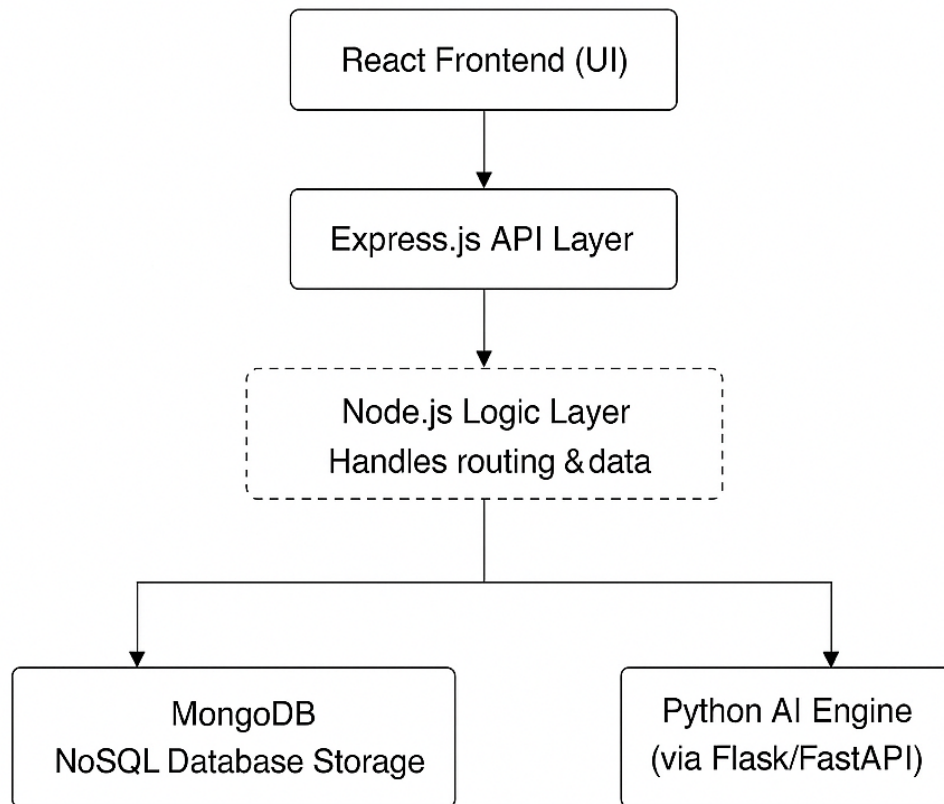 React Frontend (UI)
Express.js API Layer
Node.js Logic Layer
Handles routing & data
MongoDB
NoSQL Database Storage
Python AI Engine
(via Flask/FastAPI)